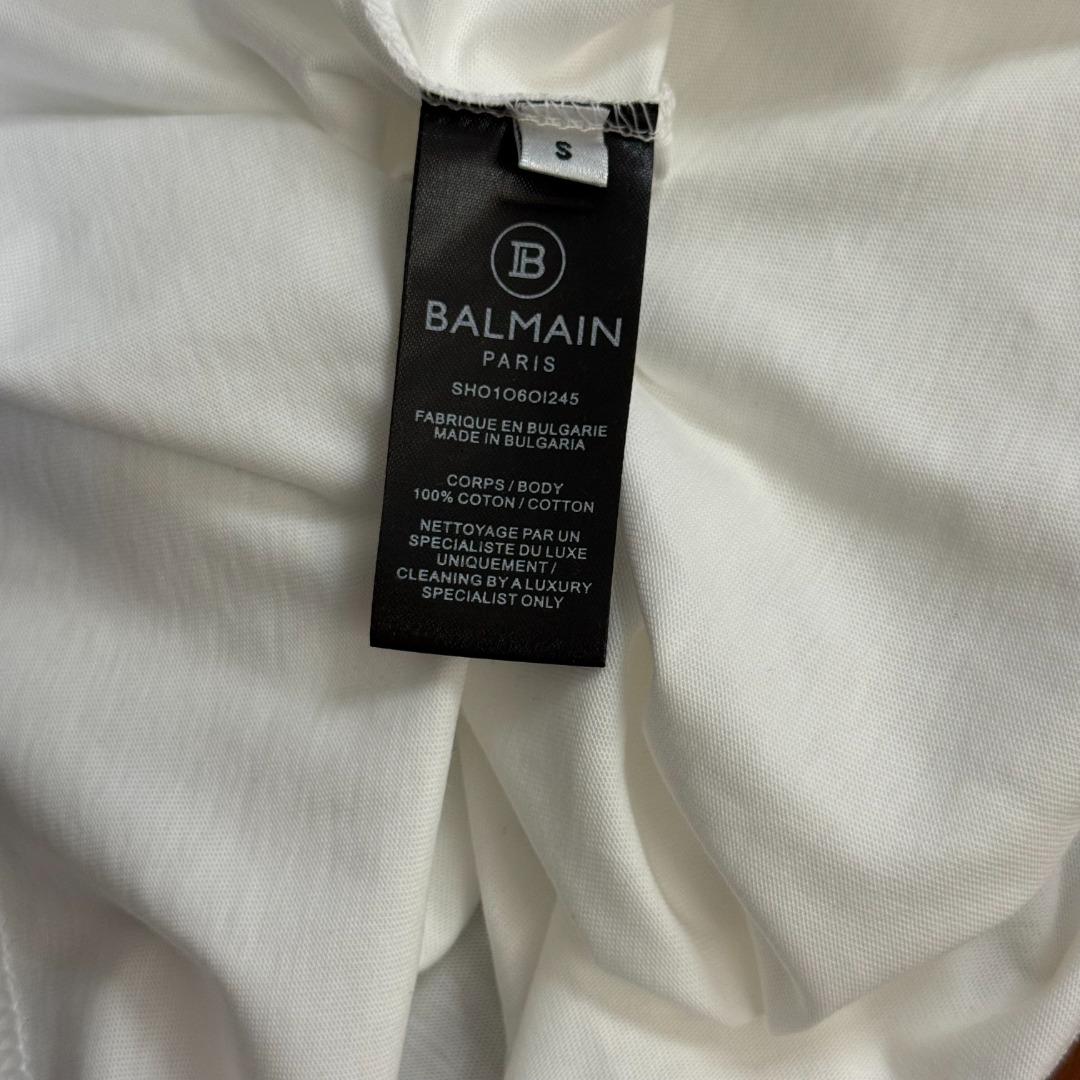 S
B
BALMAIN
PARIS
SH01060I245
FABRIQUE EN BULGARIE
MADE IN BULGARIA
CORPS / BODY
100% COTON / COTTON
NETTOYAGE PAR UN
SPECIALISTE DU LUXE
UNIQUEMENT /
CLEANING BY A LUXURY
SPECIALIST ONLY